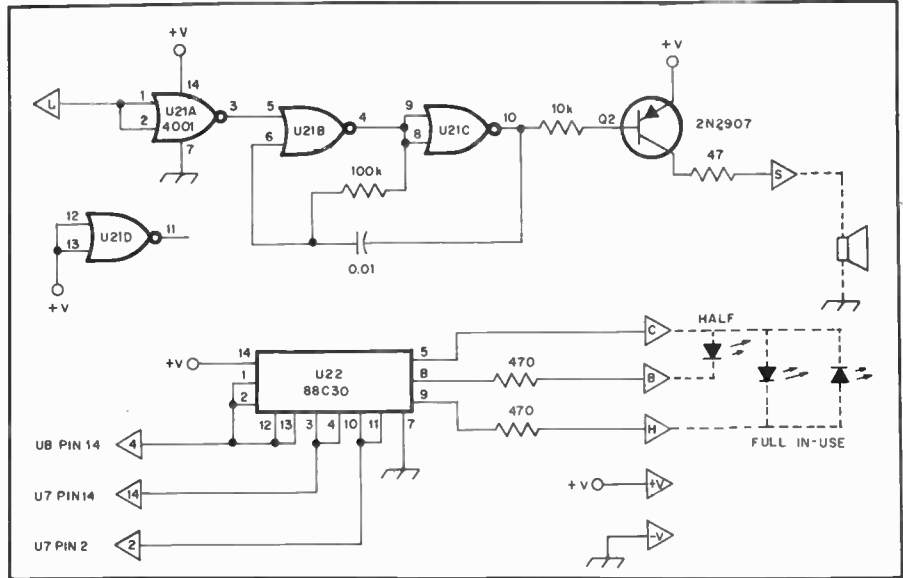 +V
+V
14
L
1
2
U21A
4001
3
7
5
6
U21B
4
9
8
U21C
10
10k
Q2
2N2907
47
S
100k
0.01
12
13
U21D
11
+V
+V
14
1
2
U22
88C30
5
8
9
12
13
3
4
10
11
7
470
470
C
B
H
HALF
FULL IN-USE
U8 PIN 14
4
U7 PIN 14
14
U7 PIN 2
2
+V
+V
-V